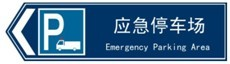 P
应急停车场
Emergency Parking Area